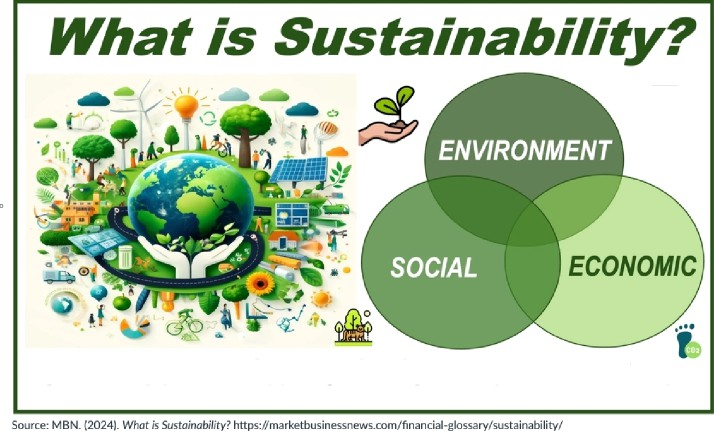 What is Sustainability?
ENVIRONMENT
SOCIAL
ECONOMIC
CO2
Source: MBN. (2024). What is Sustainability? https://marketbusinessnews.com/financial-glossary/sustainability/